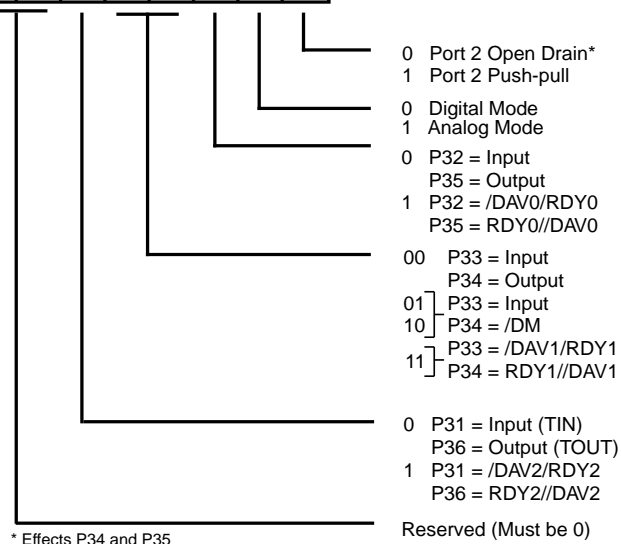 0 Port 2 Open Drain*
1 Port 2 Push-pull
0 Digital Mode
1 Analog Mode
0 P32 = Input
P35 = Output
1 P32 = /DAV0/RDY0
P35 = RDY0//DAV0
00 P33 = Input
P34 = Output
01 P33 = Input
10 P34 = /DM
11 P33 = /DAV1/RDY1
P34 = RDY1//DAV1
0 P31 = Input (TIN)
P36 = Output (TOUT)
1 P31 = /DAV2/RDY2
P36 = RDY2//DAV2
Reserved (Must be 0)
* Effects P34 and P35